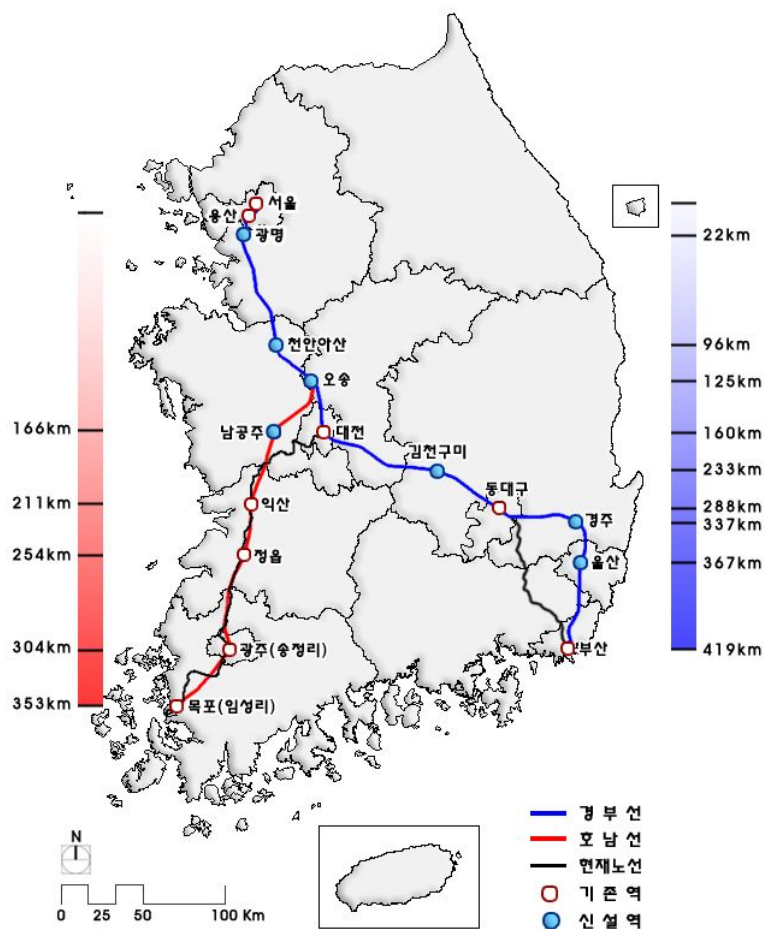 서울
용산
광명
22km
천안아산
96km
오송
125km
166km
남공주
대전
160km
김천구미
233km
211km
익산
동대구
288km
경주
337km
254km
정읍
울산
367km
304km
광주(송정리)
부산
419km
353km
목포(임성리)
경부선
호남선
현재노선
기존역
신설역
N
0 25 50 100 Km